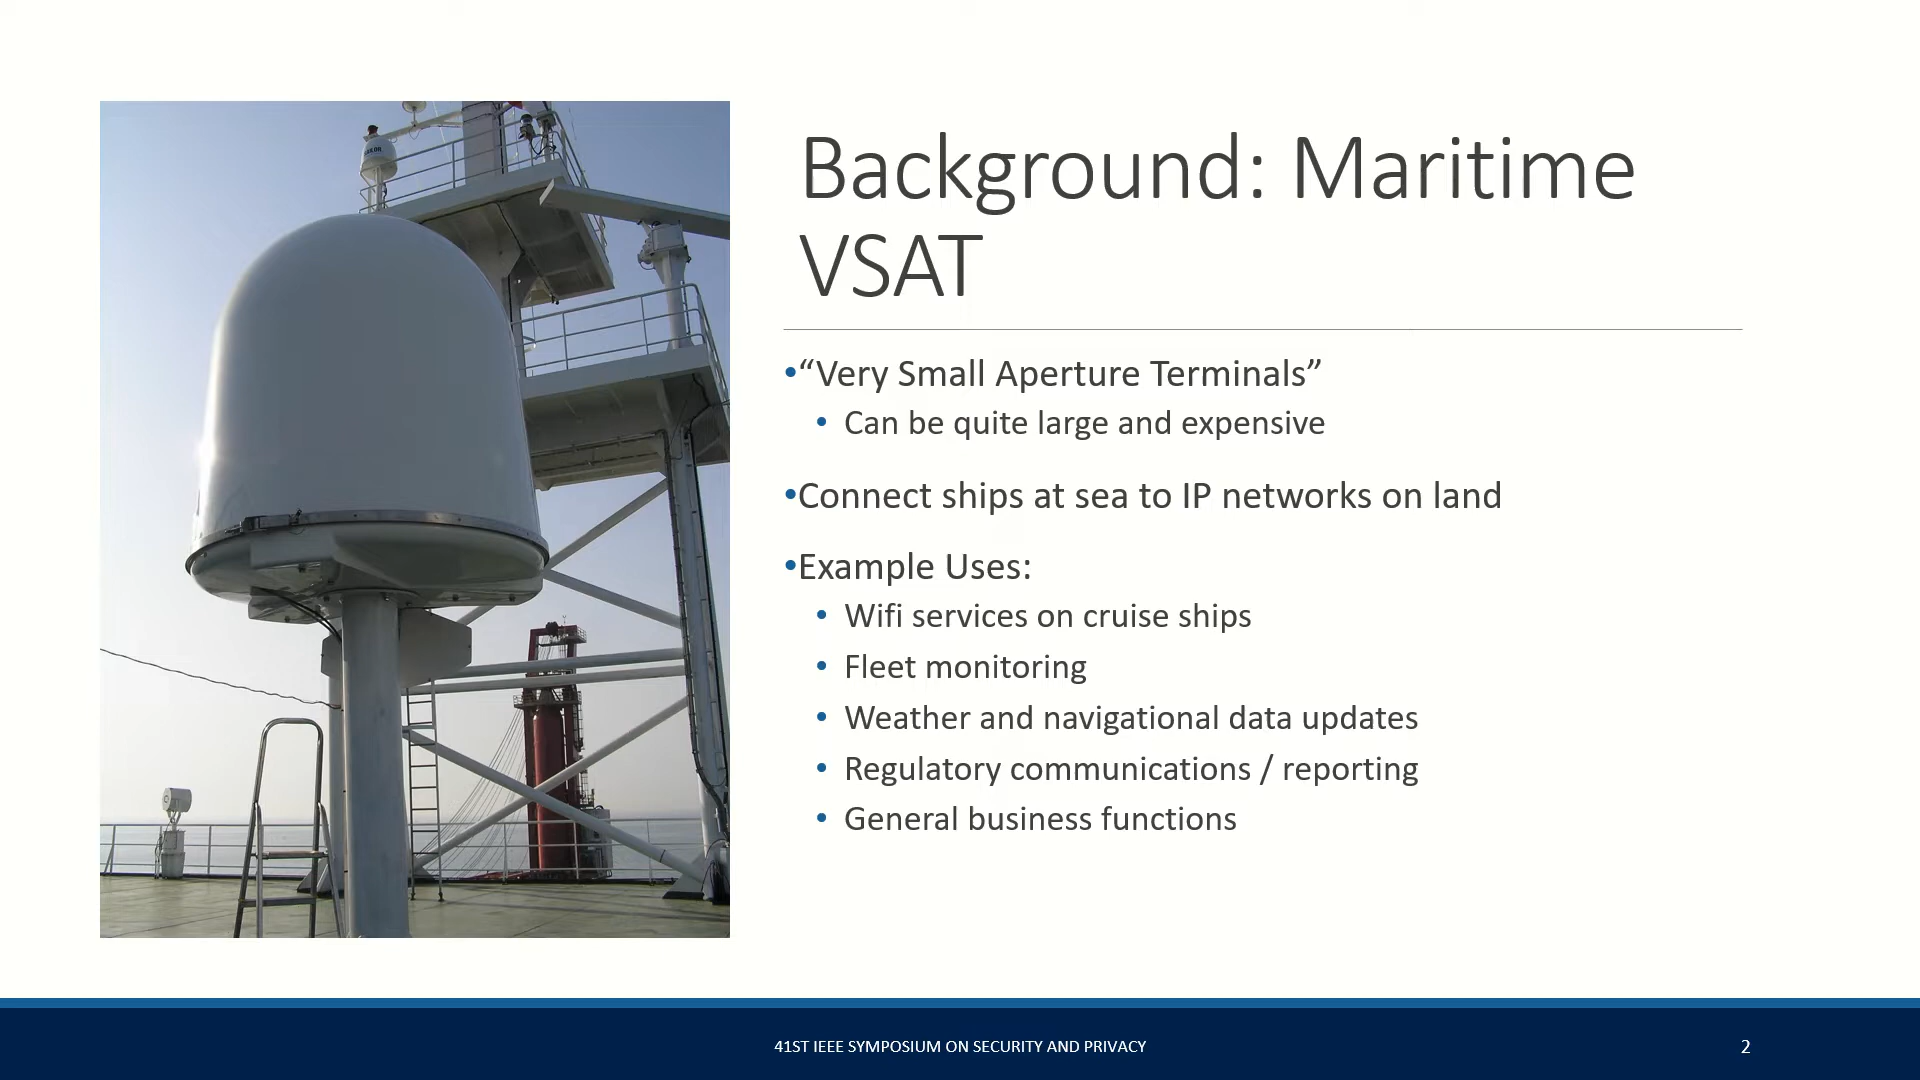 Background: Maritime
VSAT
•“Very Small Aperture Terminals”
• Can be quite large and expensive
•Connect ships at sea to IP networks on land
•Example Uses:
• Wifi services on cruise ships
• Fleet monitoring
• Weather and navigational data updates
• Regulatory communications / reporting
• General business functions
41ST IEEE SYMPOSIUM ON SECURITY AND PRIVACY
2